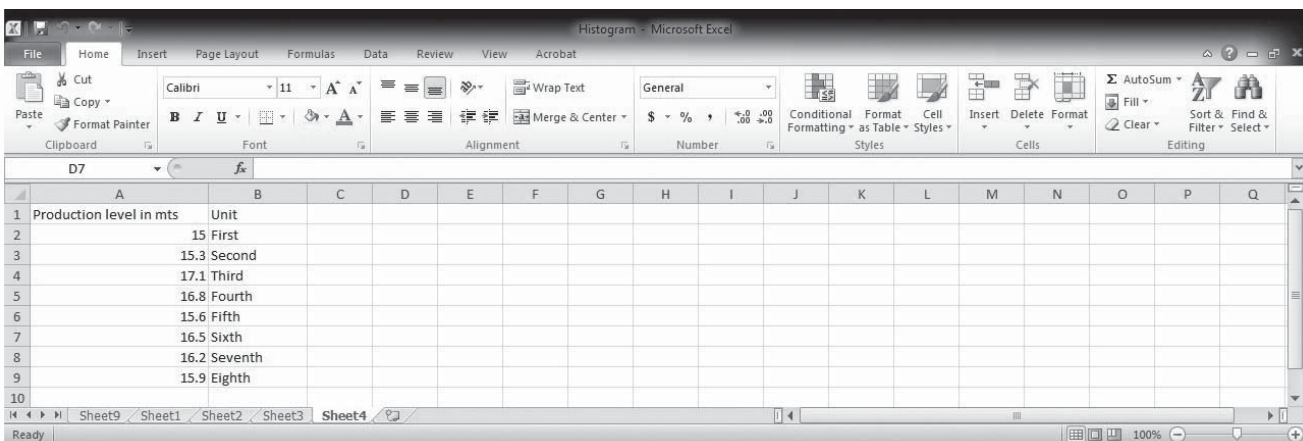 Histogram - Microsoft Excel
File Home Insert Page Layout Formulas Data Review View Acrobat
Cut
Copy
Paste
Format Painter
Clipboard
Calibri 11
B I U
Font
Wrap Text
Merge & Center
Alignment
General
$ % ,
Number
Conditional Formatting
Format as Table
Cell Styles
Styles
Insert Delete Format
Cells
Σ AutoSum
Fill
Clear
Sort & Filter
Find & Select
Editing
D7 fx
A B C D E F G H I J K L M N O P Q
1 Production level in mts Unit
2 15 First
3 15.3 Second
4 17.1 Third
5 16.8 Fourth
6 15.6 Fifth
7 16.5 Sixth
8 16.2 Seventh
9 15.9 Eighth
10
Sheet9 Sheet1 Sheet2 Sheet3 Sheet4
Ready 100%